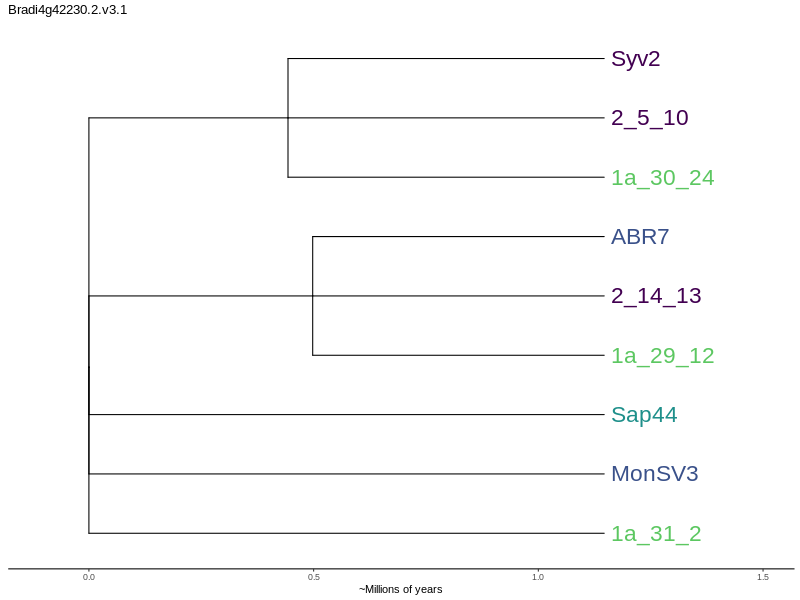 Bradi4g42230.2.v3.1
Syv2
2_5_10
1a_30_24
ABR7
2_14_13
1a_29_12
Sap44
MonSV3
1a_31_2
0.0 0.5 1.0 1.5
~Millions of years